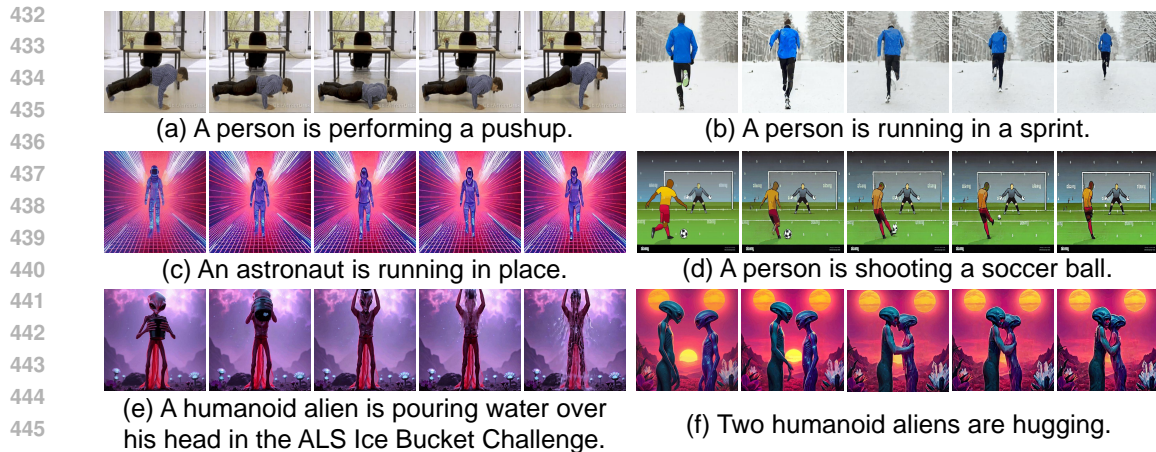 432
433
434
435
436
437
438
439
440
441
442
443
444
445
(a) A person is performing a pushup.
(b) A person is running in a sprint.
(c) An astronaut is running in place.
(d) A person is shooting a soccer ball.
(e) A humanoid alien is pouring water over
his head in the ALS Ice Bucket Challenge.
(f) Two humanoid aliens are hugging.